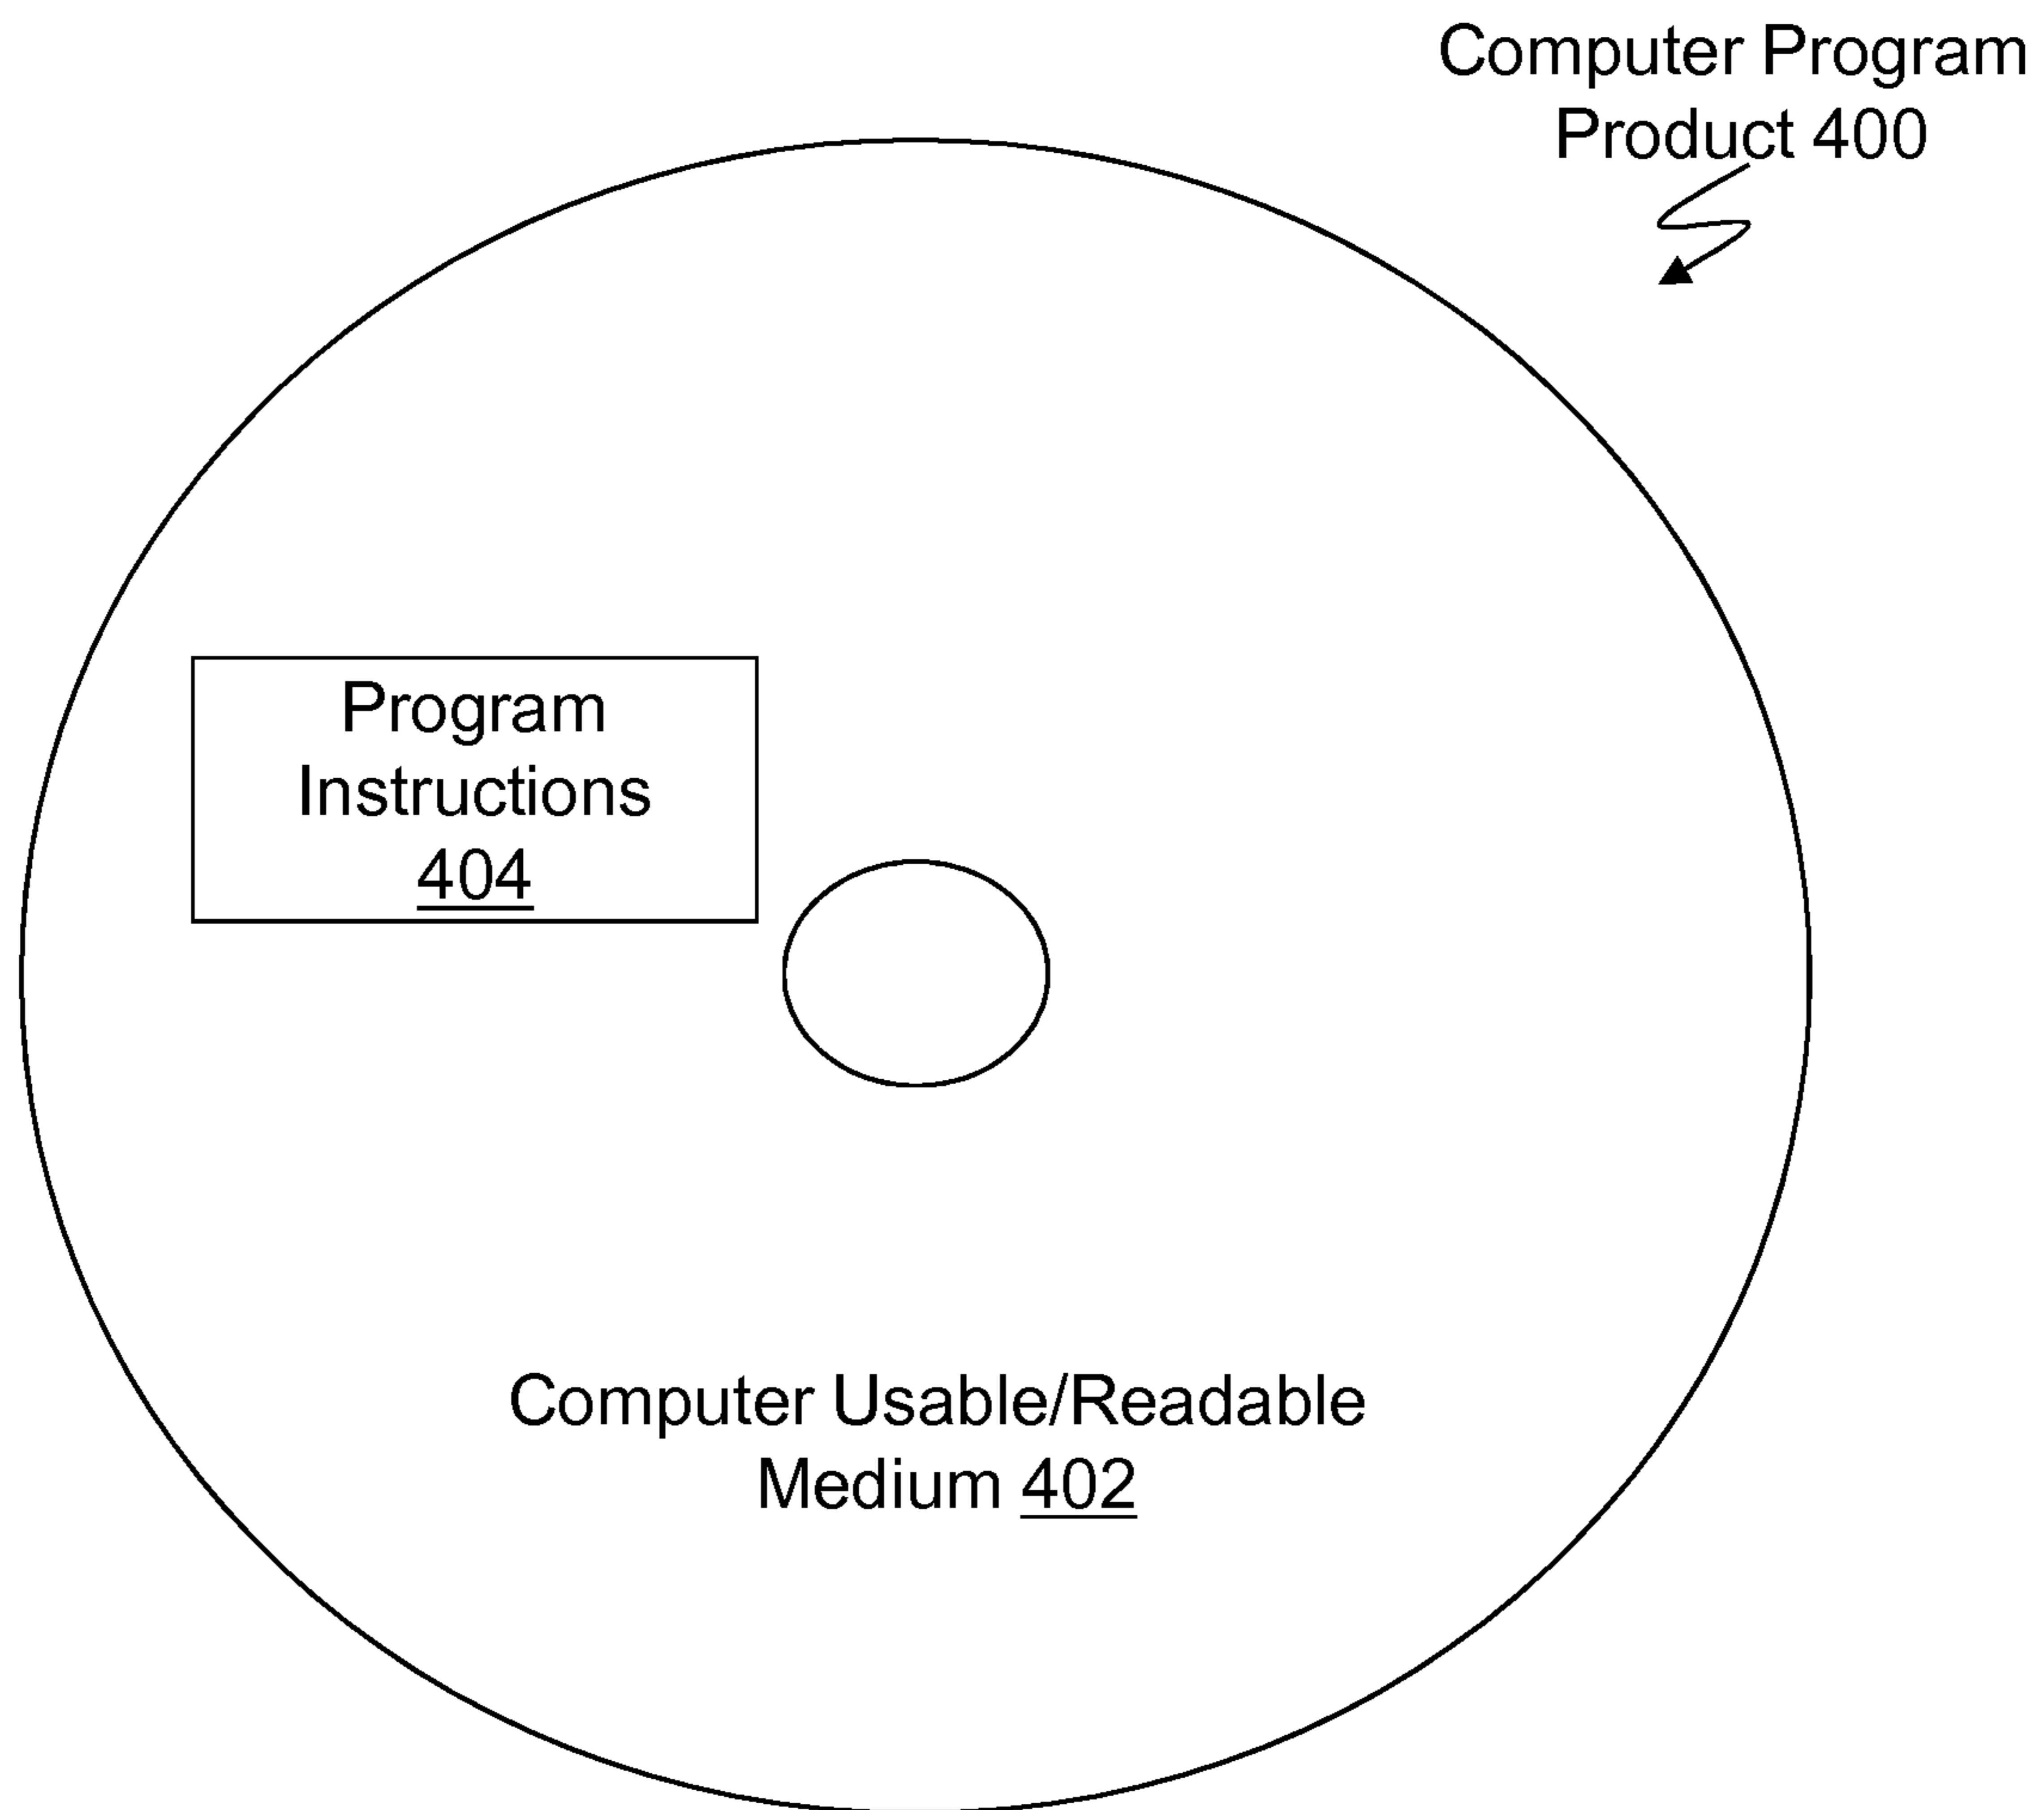 Computer Program
Product 400
Program
Instructions
404
Computer Usable/Readable
Medium 402